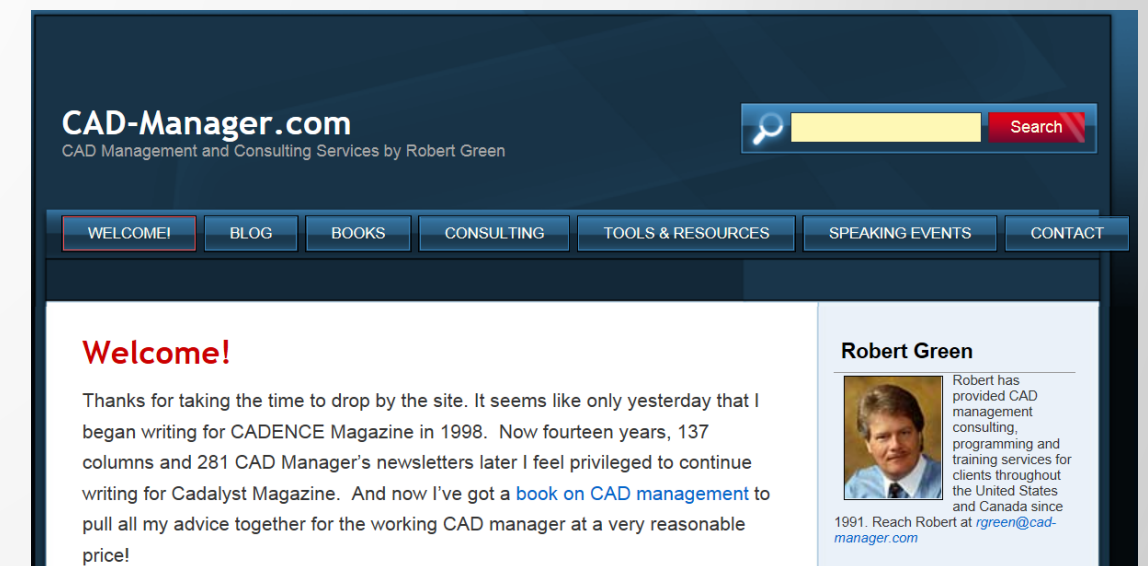 CAD-Manager.com
CAD Management and Consulting Services by Robert Green
Search
WELCOME! BLOG BOOKS CONSULTING TOOLS & RESOURCES SPEAKING EVENTS CONTACT
Welcome!
Thanks for taking the time to drop by the site. It seems like only yesterday that I
began writing for CADENCE Magazine in 1998. Now fourteen years, 137
columns and 281 CAD Manager's newsletters later I feel privileged to continue
writing for Cadalyst Magazine. And now I've got a book on CAD management to
pull all my advice together for the working CAD manager at a very reasonable
price!
Robert Green
Robert has
provided CAD
management
consulting,
programming and
training services for
clients throughout
the United States
and Canada since
1991. Reach Robert at rgreen@cad-
manager.com